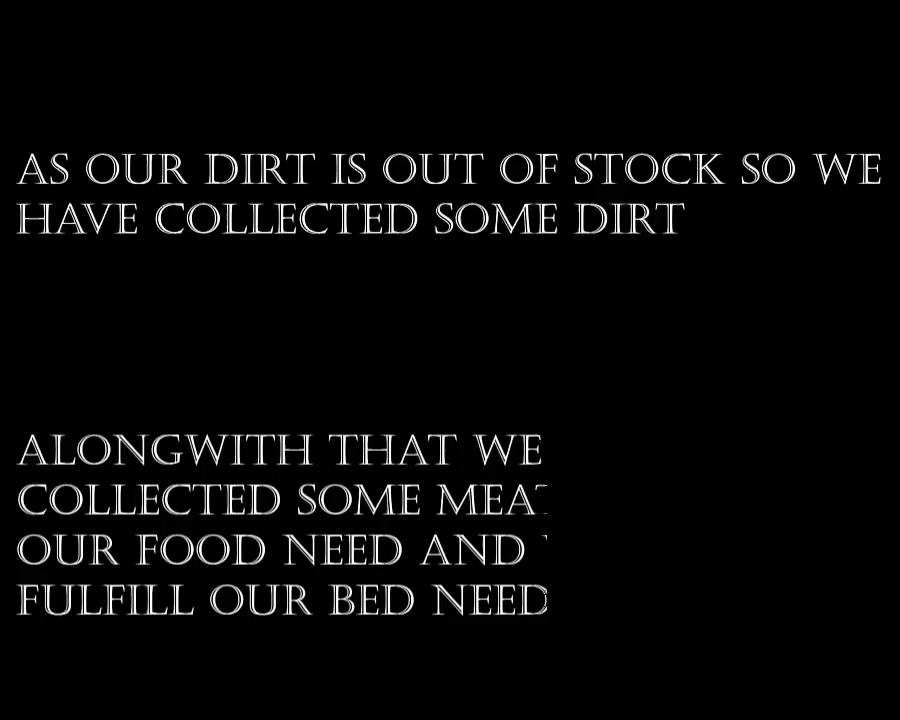 AS OUR DIRT IS OUT OF STOCK SO WE
HAVE COLLECTED SOME DIRT
ALONGWITH THAT WE
COLLECTED SOME MEAT
OUR FOOD NEED AND
FULFILL OUR BED NEED